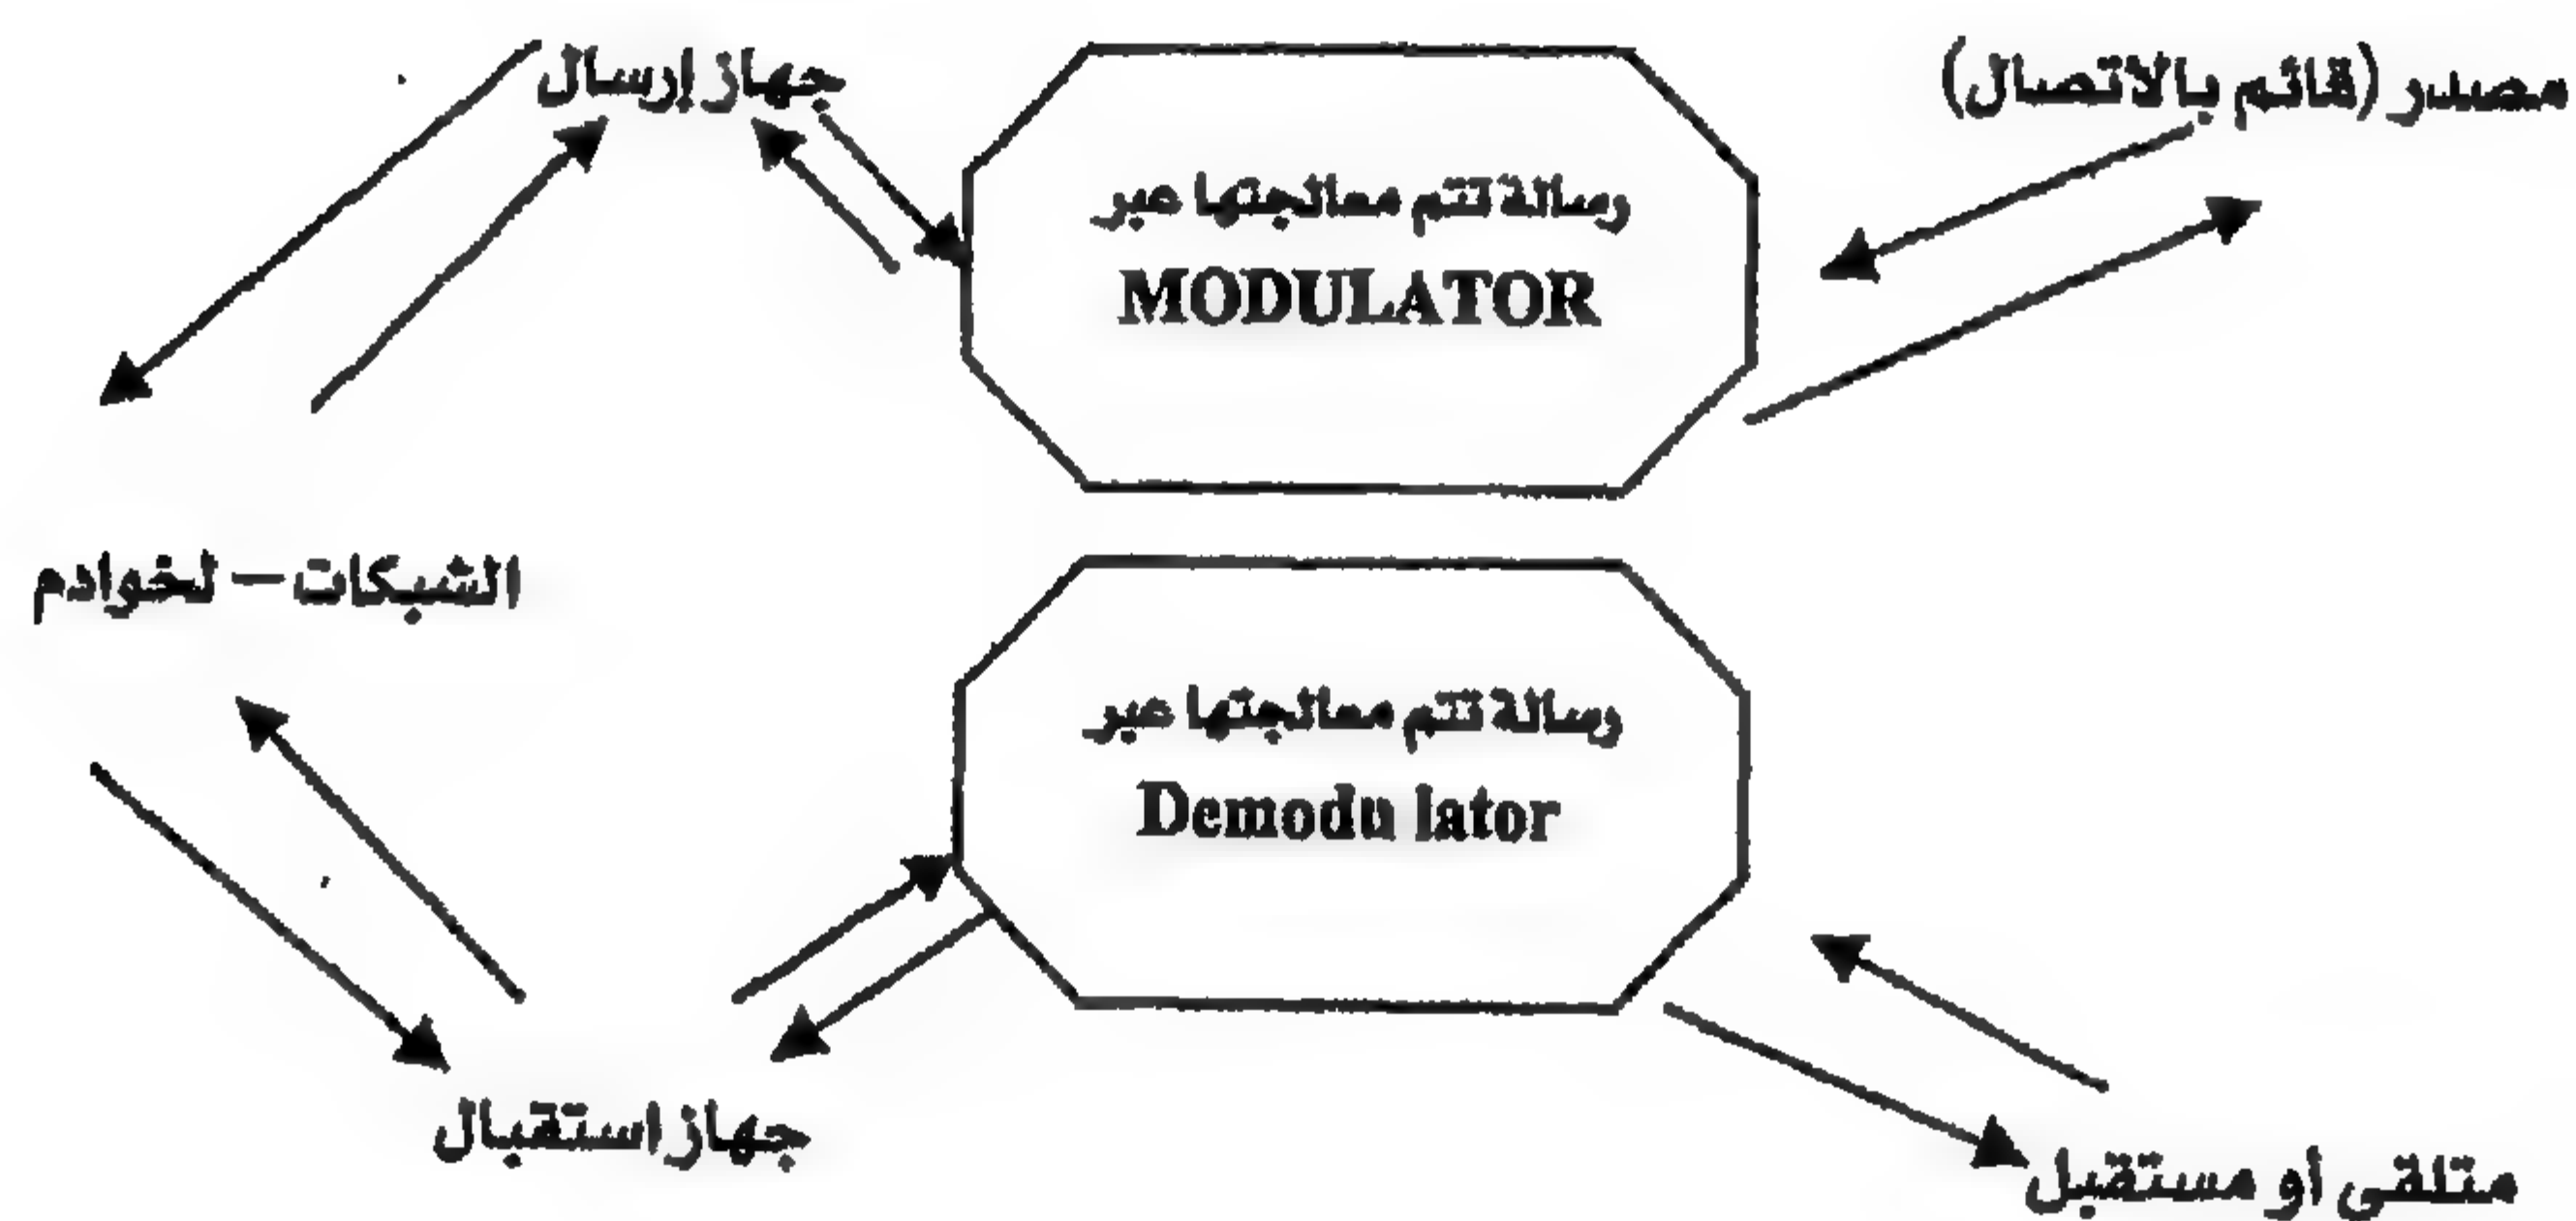 مصدر (قائم بالاتصال)
جهاز إرسال
رسالة تتم معالجتها عبر
MODULATOR
الشبكات – لخوادم
رسالة تتم معالجتها عبر
Demodu lator
جهاز استقبال
متلقى أو مستقبل